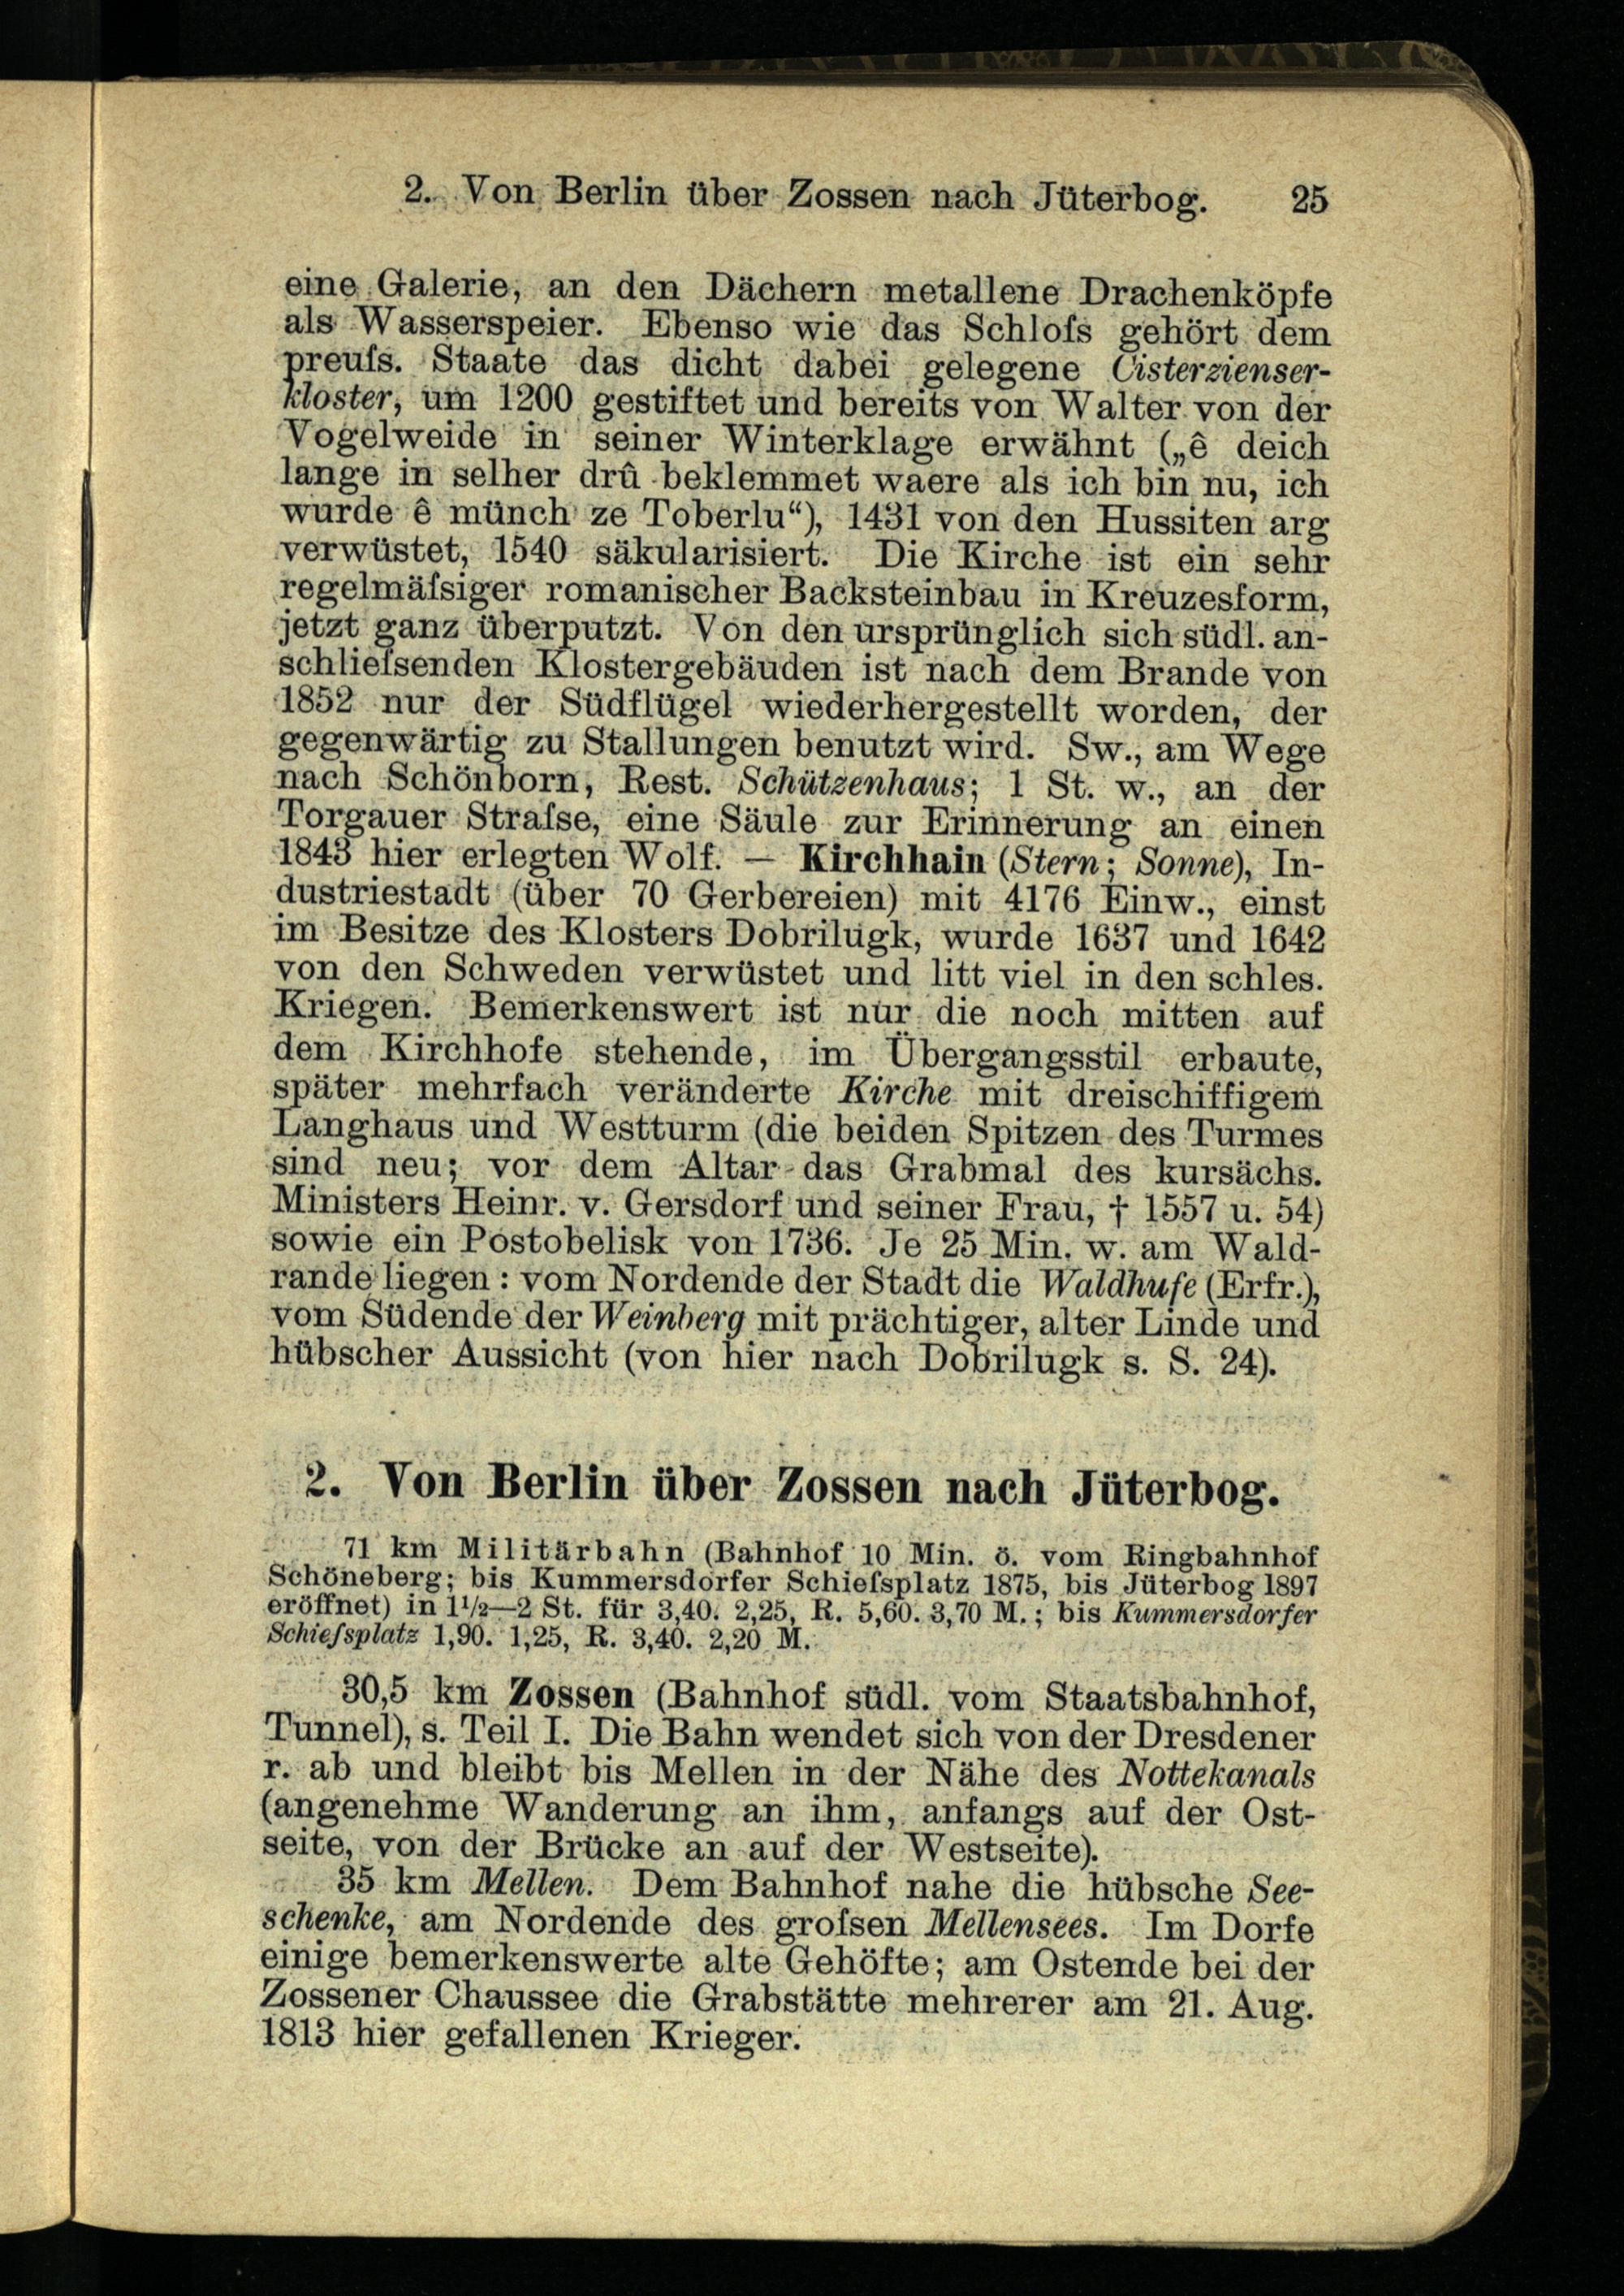 2. Von Berlin über Zossen nach Jüterbog. 25
eine Galerie, an den Dächern metallene Drachenköpfe
als Wasserspeier. Ebenso wie das Schloſs gehört dem
preuſs. Staate das dicht dabei gelegene Cisterzienser-
kloster, um 1200 gestiftet und bereits von Walter von der
Vogelweide in seiner Winterklage erwähnt („ê deich
lange in selher drû beklemmet waere als ich bin nu, ich
wurde ê münch ze Toberlu“), 1431 von den Hussiten arg
verwüstet, 1540 säkularisiert. Die Kirche ist ein sehr
regelmäſsiger romanischer Backsteinbau in Kreuzesform,
jetzt ganz überputzt. Von den ursprünglich sich südl. an-
schlieſsenden Klostergebäuden ist nach dem Brande von
1852 nur der Südflügel wiederhergestellt worden, der
gegenwärtig zu Stallungen benutzt wird. Sw., am Wege
nach Schönborn, Rest. Schützenhaus; 1 St. w., an der
Torgauer Straſse, eine Säule zur Erinnerung an einen
1843 hier erlegten Wolf. — Kirchhain (Stern; Sonne), In-
dustriestadt (über 70 Gerbereien) mit 4176 Einw., einst
im Besitze des Klosters Dobrilugk, wurde 1637 und 1642
von den Schweden verwüstet und litt viel in den schles.
Kriegen. Bemerkenswert ist nur die noch mitten auf
dem Kirchhofe stehende, im Übergangsstil erbaute,
später mehrfach veränderte Kirche mit dreischiffigem
Langhaus und Westturm (die beiden Spitzen des Turmes
sind neu; vor dem Altar das Grabmal des kursächs.
Ministers Heinr. v. Gersdorf und seiner Frau, † 1557 u. 54)
sowie ein Postobelisk von 1736. Je 25 Min. w. am Wald-
rande liegen: vom Nordende der Stadt die Waldhufe (Erfr.),
vom Südende der Weinberg mit prächtiger, alter Linde und
hübscher Aussicht (von hier nach Dobrilugk s. S. 24).
2. Von Berlin über Zossen nach Jüterbog.
71 km Militärbahn (Bahnhof 10 Min. ö. vom Ringbahnhof
Schöneberg; bis Kummersdorfer Schieſsplatz 1875, bis Jüterbog 1897
eröffnet) in 1½—2 St. für 3,40. 2,25, R. 5,60. 3,70 M.; bis Kummersdorfer
Schieſsplatz 1,90. 1,25, R. 3,40. 2,20 M.
30,5 km Zossen (Bahnhof südl. vom Staatsbahnhof,
Tunnel), s. Teil I. Die Bahn wendet sich von der Dresdener
r. ab und bleibt bis Mellen in der Nähe des Nottekanals
(angenehme Wanderung an ihm, anfangs auf der Ost-
seite, von der Brücke an auf der Westseite).
35 km Mellen. Dem Bahnhof nahe die hübsche See-
schenke, am Nordende des groſsen Mellensees. Im Dorfe
einige bemerkenswerte alte Gehöfte; am Ostende bei der
Zossener Chaussee die Grabstätte mehrerer am 21. Aug.
1813 hier gefallenen Krieger.